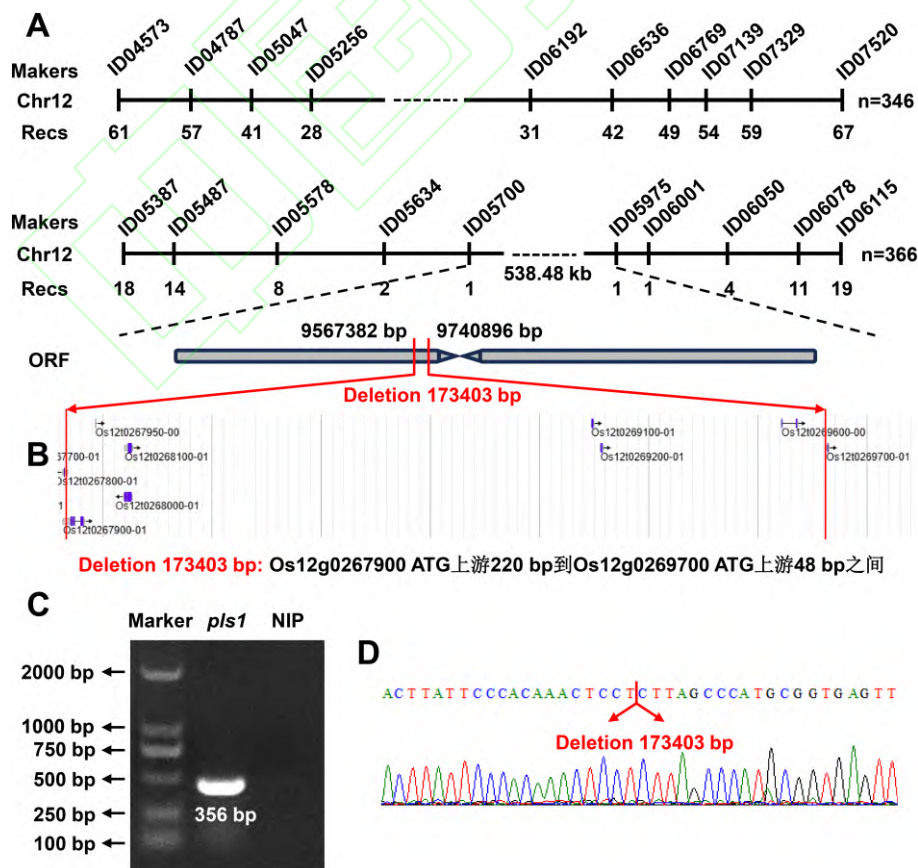 A
ID04573 ID04787 ID05047 ID05256 ID06192 ID06536 ID06769 ID07139 ID07329 ID07520
Makers
Chr12 n=346
Recs 61 57 41 28 31 42 49 54 59 67
ID05387 ID05487 ID05578 ID05634 ID05700 ID05975 ID06001 ID06050 ID06078 ID06115
Makers
Chr12 n=366
538.48 kb
Recs 18 14 8 2 1 1 1 4 11 19
9567382 bp 9740896 bp
ORF
Deletion 173403 bp
B
Os12t0267950-00 Os12t0269100-01 Os12t0269600-00
67700-01 Os12t0268100-01 Os12t0269200-01 Os12t0269700-01
Os12t0267800-01
1 Os12t0268000-01
Os12t0267900-01
Deletion 173403 bp: Os12g0267900 ATG上游220 bp到Os12g0269700 ATG上游48 bp之间
C
Marker pls1 NIP
2000 bp
1000 bp
750 bp
500 bp
250 bp
100 bp
356 bp
D
ACTTATTCCCACAAACTCCTCTTAGCCCATGCGGTGAGTT
Deletion 173403 bp